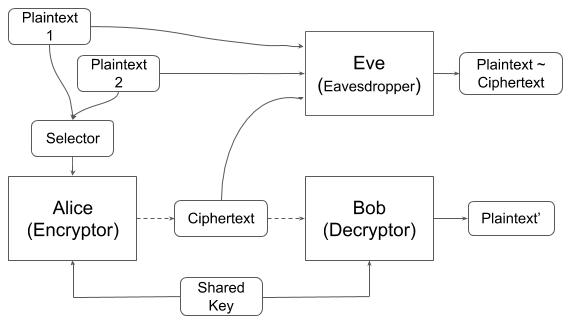 Plaintext
1
Plaintext
2
Eve
(Eavesdropper)
Plaintext ~
Ciphertext
Selector
Alice
(Encryptor)
Ciphertext
Bob
(Decryptor)
Plaintext’
Shared
Key